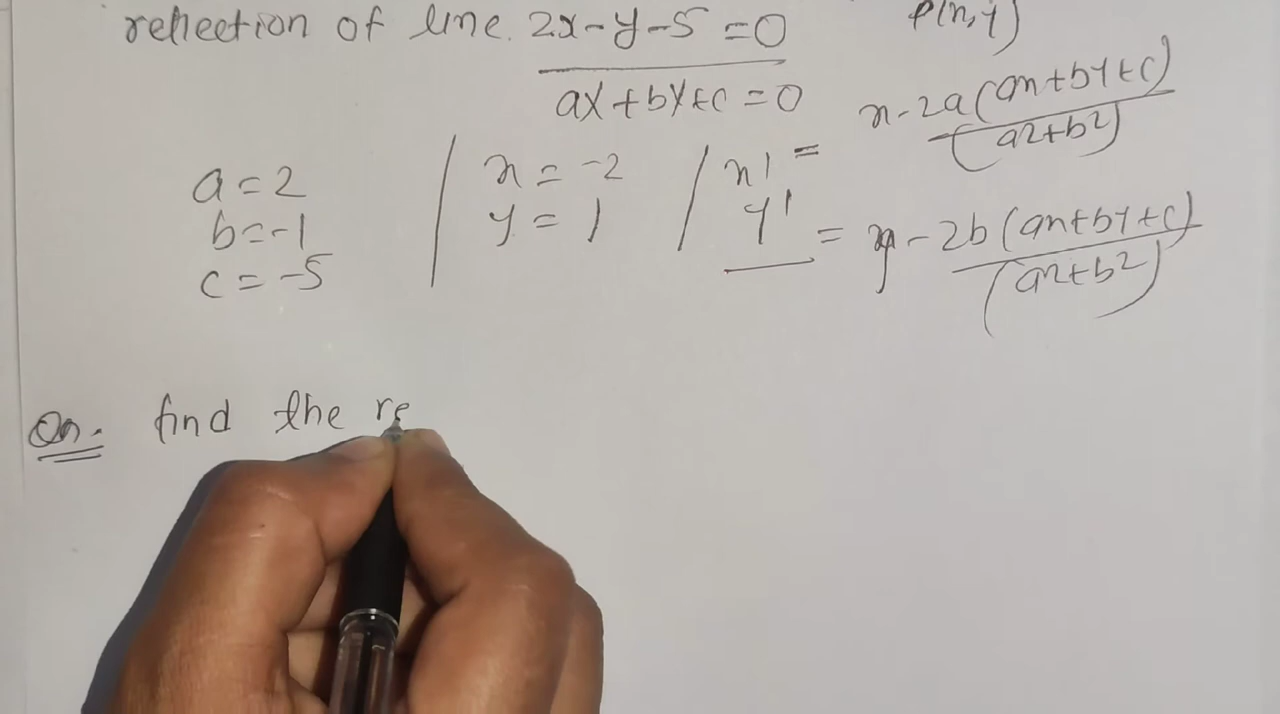 reflection of line. 2x-y-5=0
P(x,y)
ax+by+c=0
a=2
b=-1
c=-5
x=-2
y=1
x' = x-2a(ax+by+c)/(a2+b2)
y' = y-2b(ax+by+c)/(a2+b2)
Qn. find the re